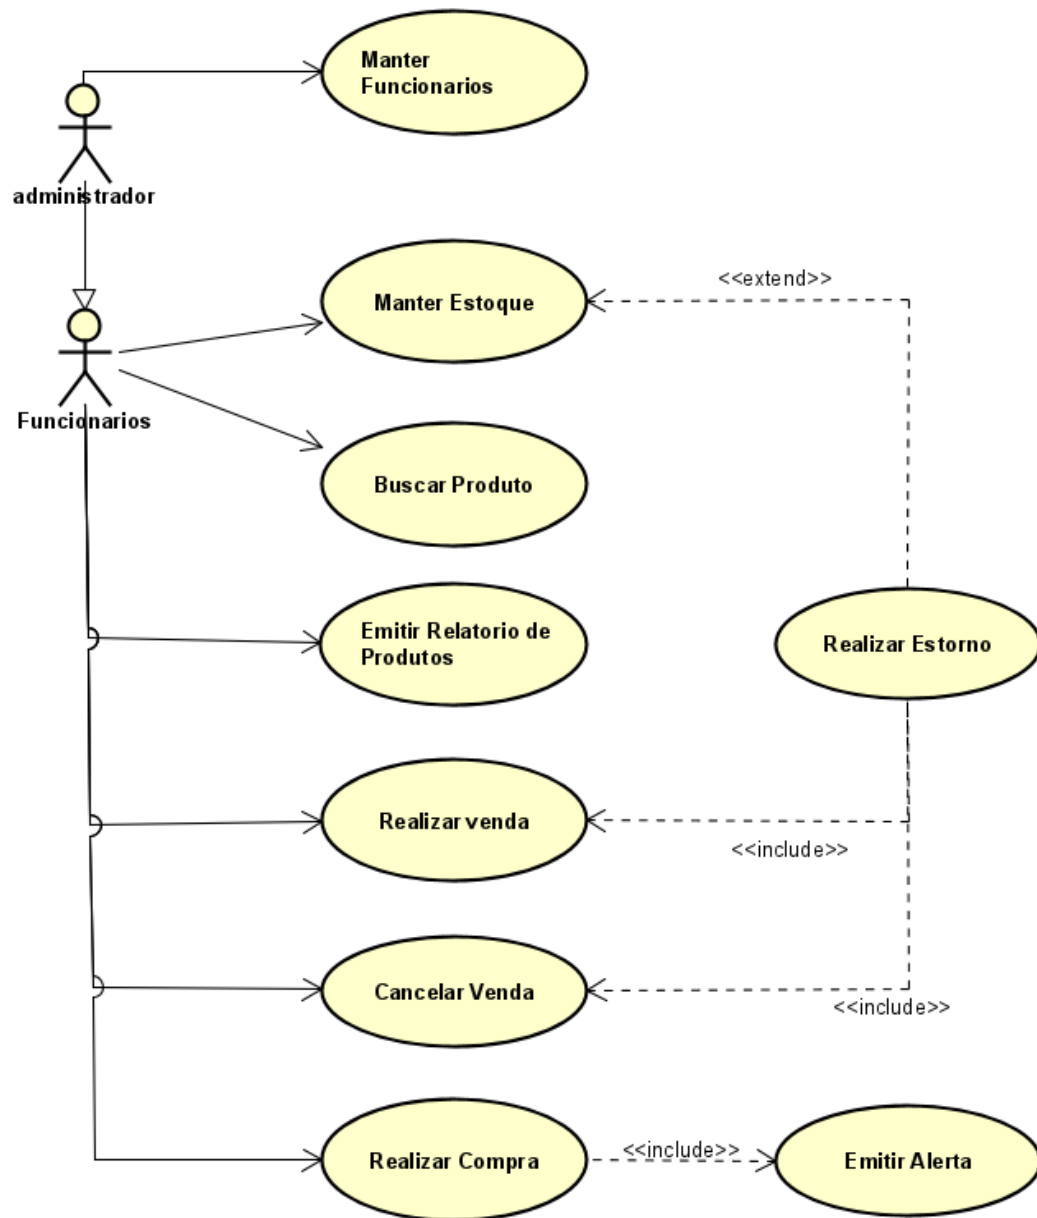 Manter
Funcionarios
administrador
<<extend>>
Manter Estoque
Funcionarios
Buscar Produto
Emitir Relatorio de
Produtos
Realizar Estorno
Realizar venda
<<include>>
Cancelar Venda
<<include>>
Realizar Compra
<<include>>
Emitir Alerta